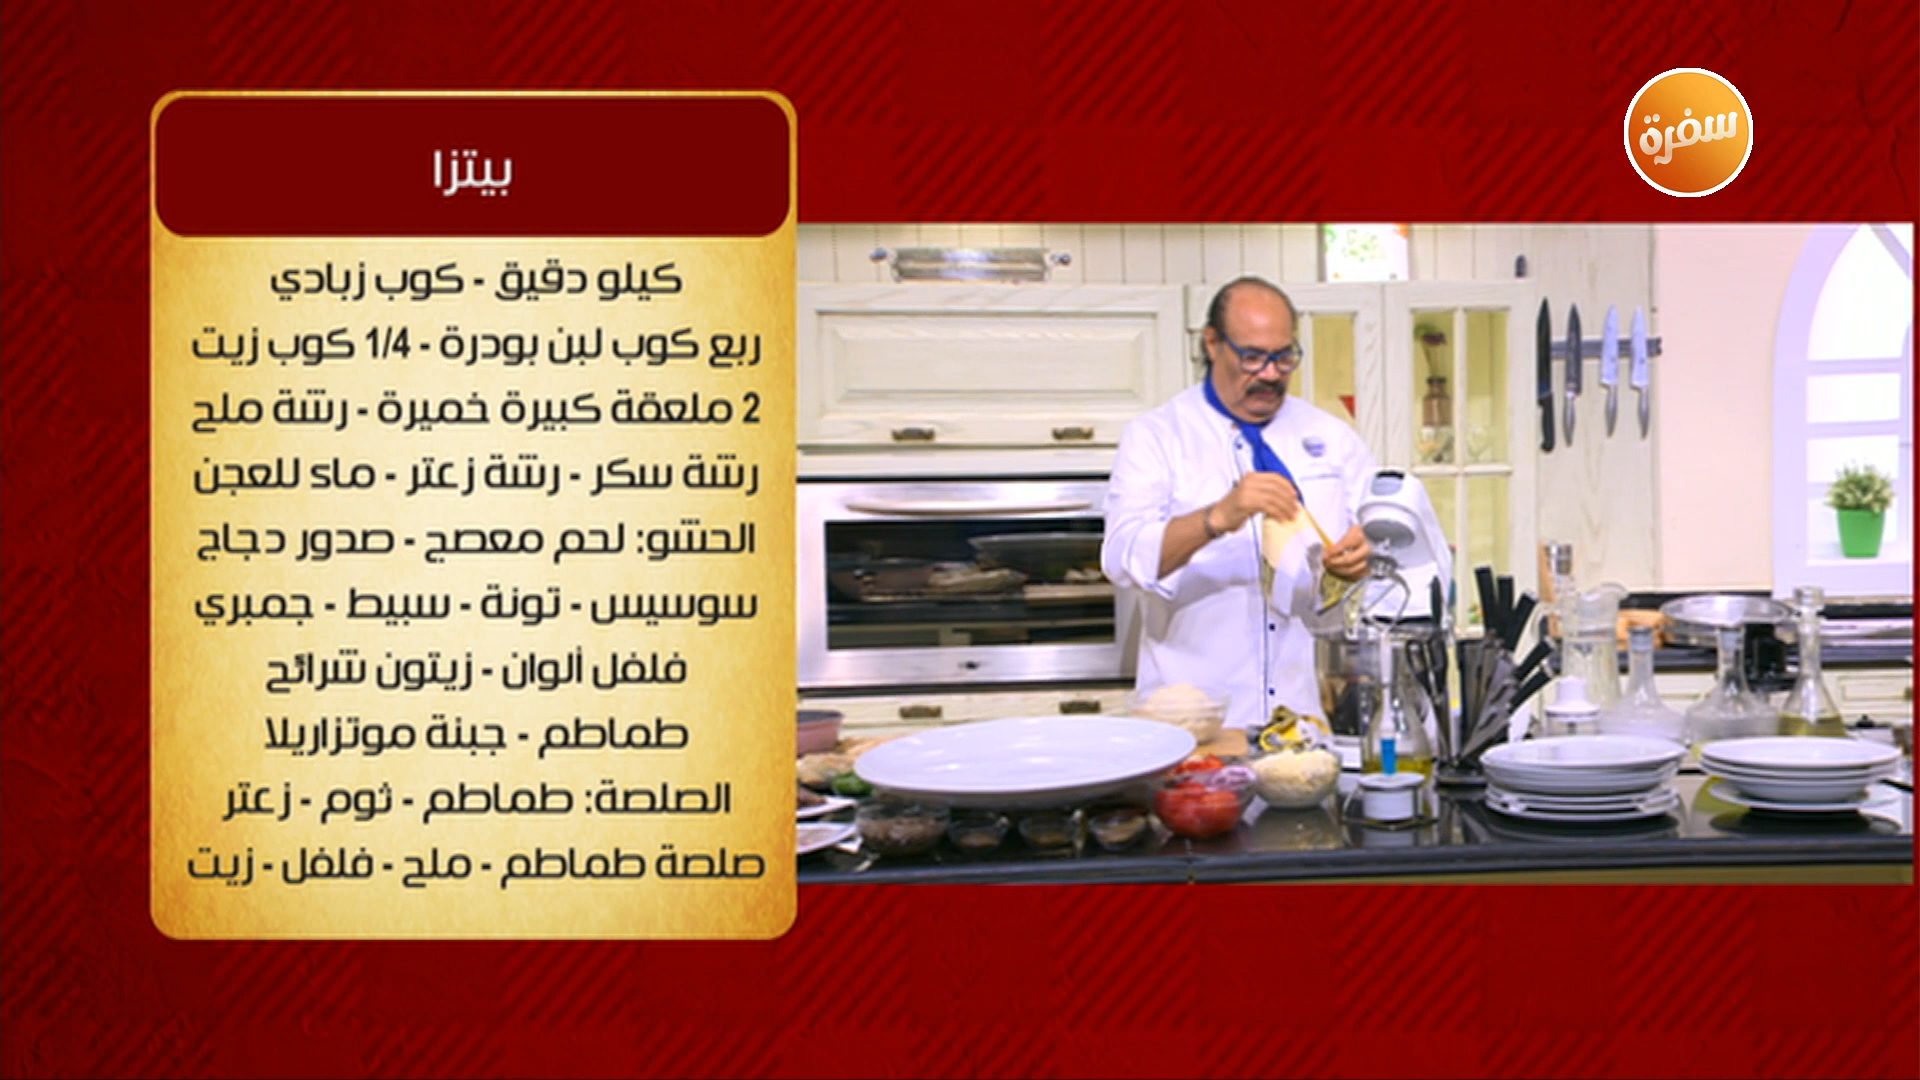 سفرة
بيتزا
كيلو دقيق - كوب زبادي
ربع كوب لبن بودرة - 1/4 كوب زيت
2 ملعقة كبيرة خميرة - رشة ملح
رشة سكر - رشة زعتر - ماء للعجن
الحشو: لحم معصج - صدور دجاج
سوسيس - تونة - سبيط - جمبري
فلفل ألوان - زيتون شرائح
طماطم - جبنة موتزاريلا
الصلصة: طماطم - ثوم - زعتر
صلصة طماطم - ملح - فلفل - زيت